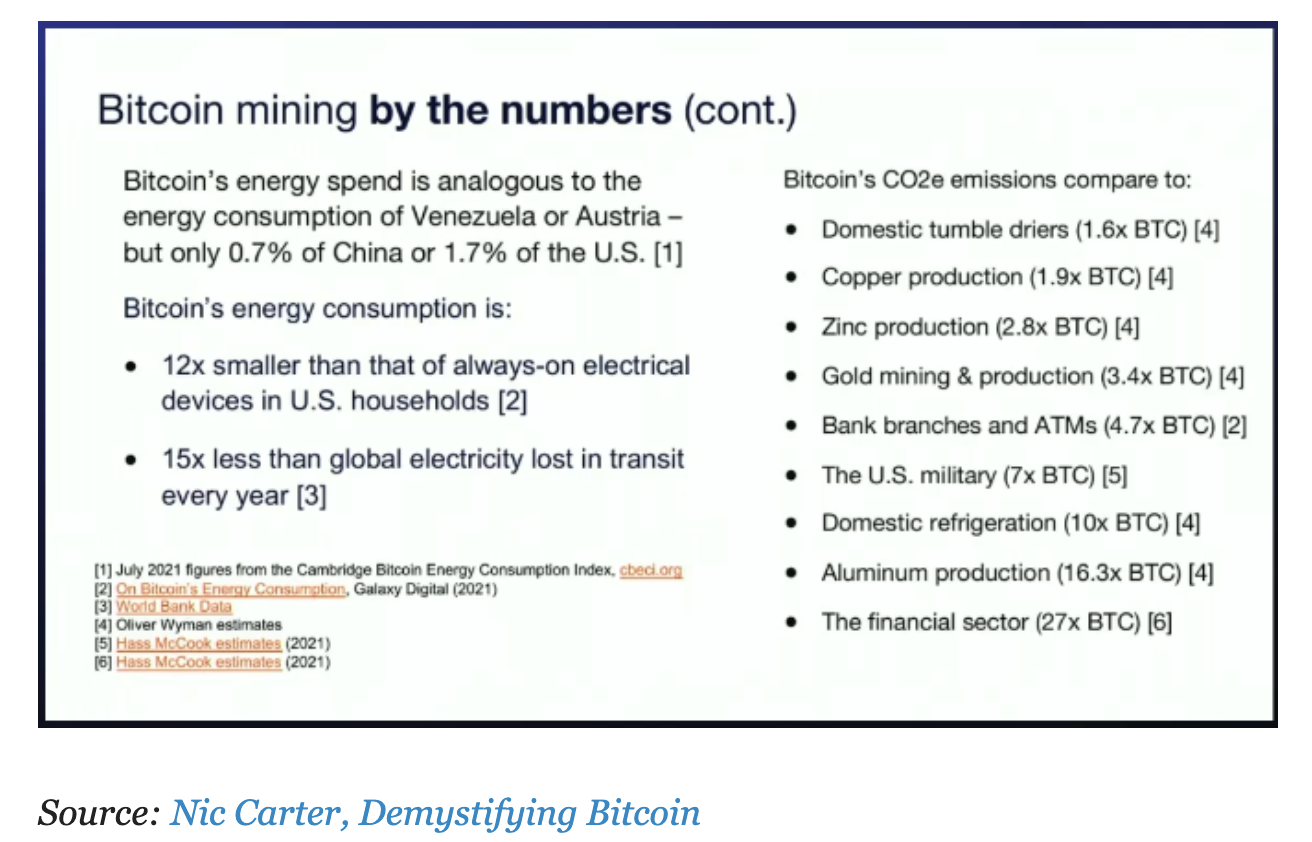 Bitcoin mining by the numbers (cont.)
Bitcoin's energy spend is analogous to the
energy consumption of Venezuela or Austria –
but only 0.7% of China or 1.7% of the U.S. [1]
Bitcoin's energy consumption is:
• 12x smaller than that of always-on electrical
devices in U.S. households [2]
• 15x less than global electricity lost in transit
every year [3]
[1] July 2021 figures from the Cambridge Bitcoin Energy Consumption Index, cbeci.org
[2] On Bitcoin's Energy Consumption, Galaxy Digital (2021)
[3] World Bank Data
[4] Oliver Wyman estimates
[5] Hass McCook estimates (2021)
[6] Hass McCook estimates (2021)
Bitcoin's CO2e emissions compare to:
• Domestic tumble driers (1.6x BTC) [4]
• Copper production (1.9x BTC) [4]
• Zinc production (2.8x BTC) [4]
• Gold mining & production (3.4x BTC) [4]
• Bank branches and ATMs (4.7x BTC) [2]
• The U.S. military (7x BTC) [5]
• Domestic refrigeration (10x BTC) [4]
• Aluminum production (16.3x BTC) [4]
• The financial sector (27x BTC) [6]
Source: Nic Carter, Demystifying Bitcoin